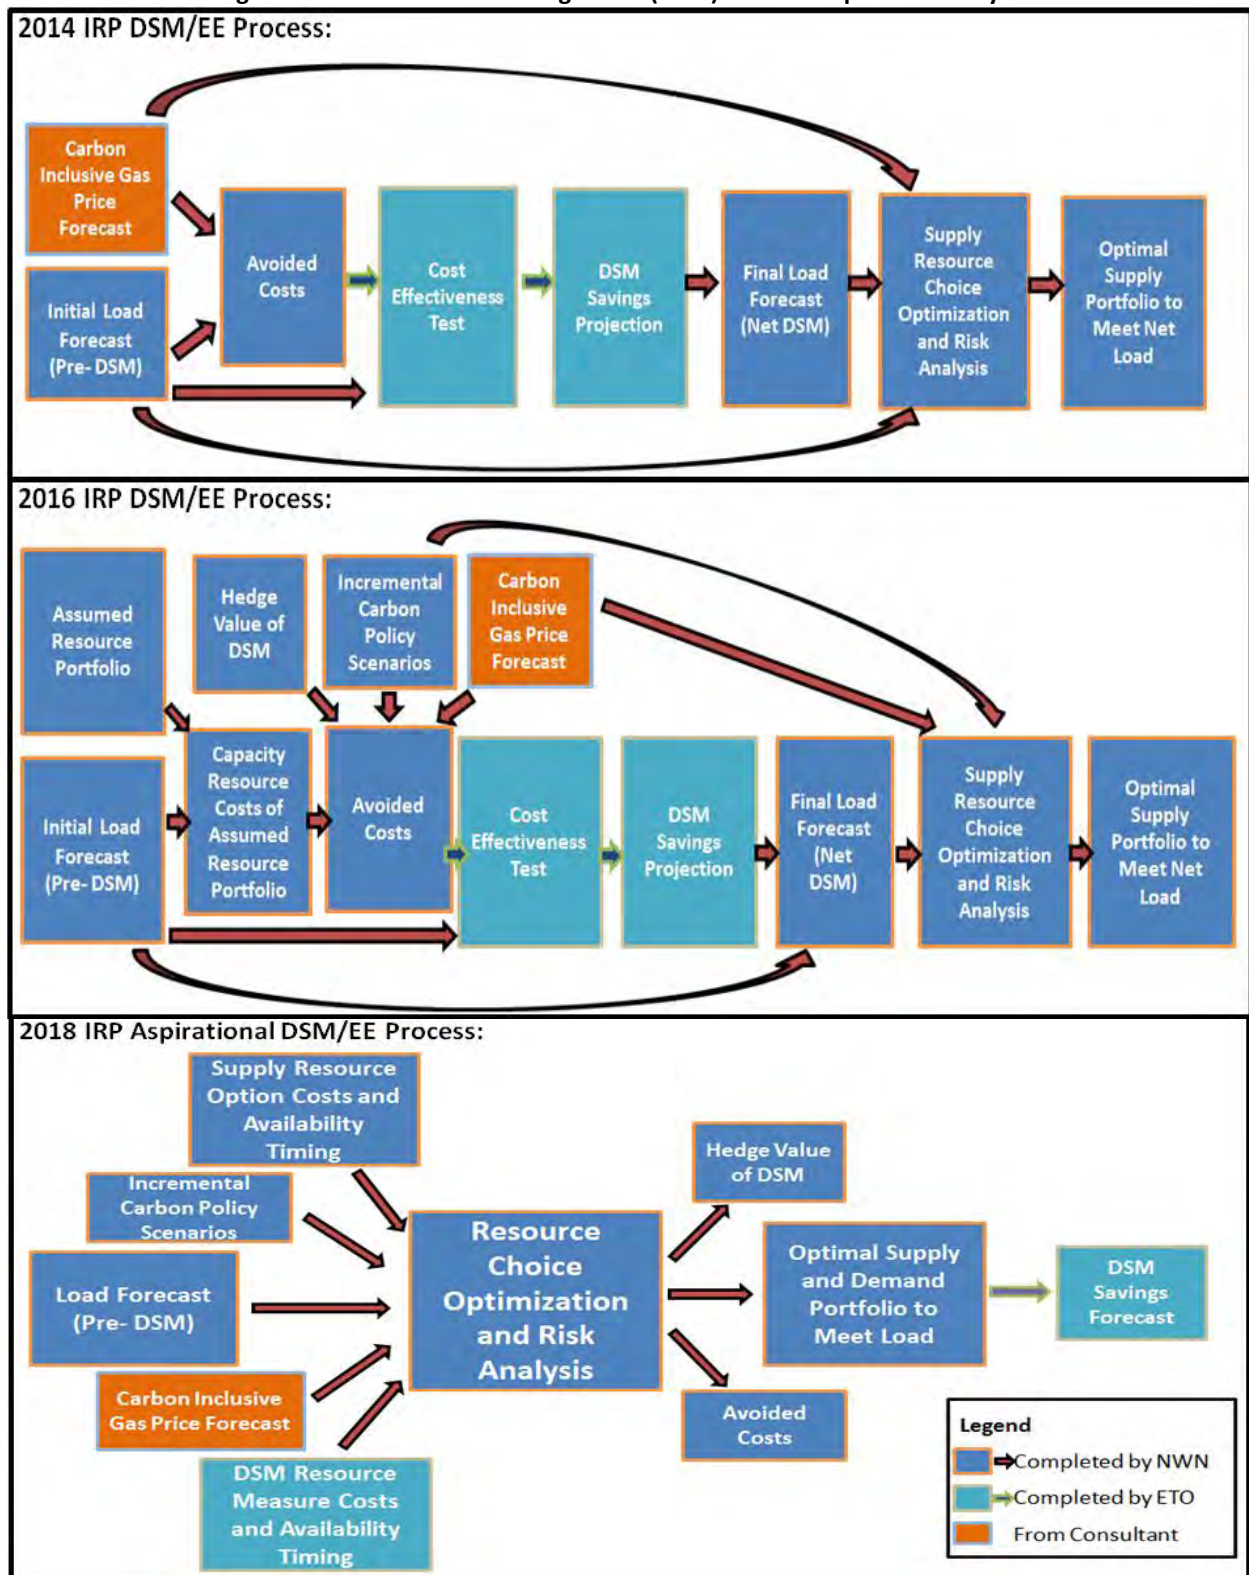 2014 IRP DSM/EE Process:
Carbon
Inclusive Gas
Price
Forecast
Initial Load
Forecast
(Pre- DSM)
Avoided
Costs
Cost
Effectiveness
Test
DSM
Savings
Projection
Final Load
Forecast
(Net DSM)
Supply
Resource
Choice
Optimization
and Risk
Analysis
Optimal
Supply
Portfolio to
Meet Net
Load
2016 IRP DSM/EE Process:
Assumed
Resource
Portfolio
Hedge
Value of
DSM
Incremental
Carbon
Policy
Scenarios
Carbon
Inclusive
Gas Price
Forecast
Initial Load
Forecast
(Pre- DSM)
Capacity
Resource
Costs of
Assumed
Resource
Portfolio
Avoided
Costs
Cost
Effectiveness
Test
DSM
Savings
Projection
Final Load
Forecast
(Net
DSM)
Supply
Resource
Choice
Optimization
and Risk
Analysis
Optimal
Supply
Portfolio to
Meet Net
Load
2018 IRP Aspirational DSM/EE Process:
Supply Resource
Option Costs and
Availability
Timing
Incremental
Carbon Policy
Scenarios
Load Forecast
(Pre- DSM)
Carbon Inclusive
Gas Price Forecast
DSM Resource
Measure Costs
and Availability
Timing
Resource
Choice
Optimization
and Risk
Analysis
Hedge Value
of DSM
Optimal Supply
and Demand
Portfolio to
Meet Load
Avoided
Costs
DSM
Savings
Forecast
Legend
Completed by NWN
Completed by ETO
From Consultant